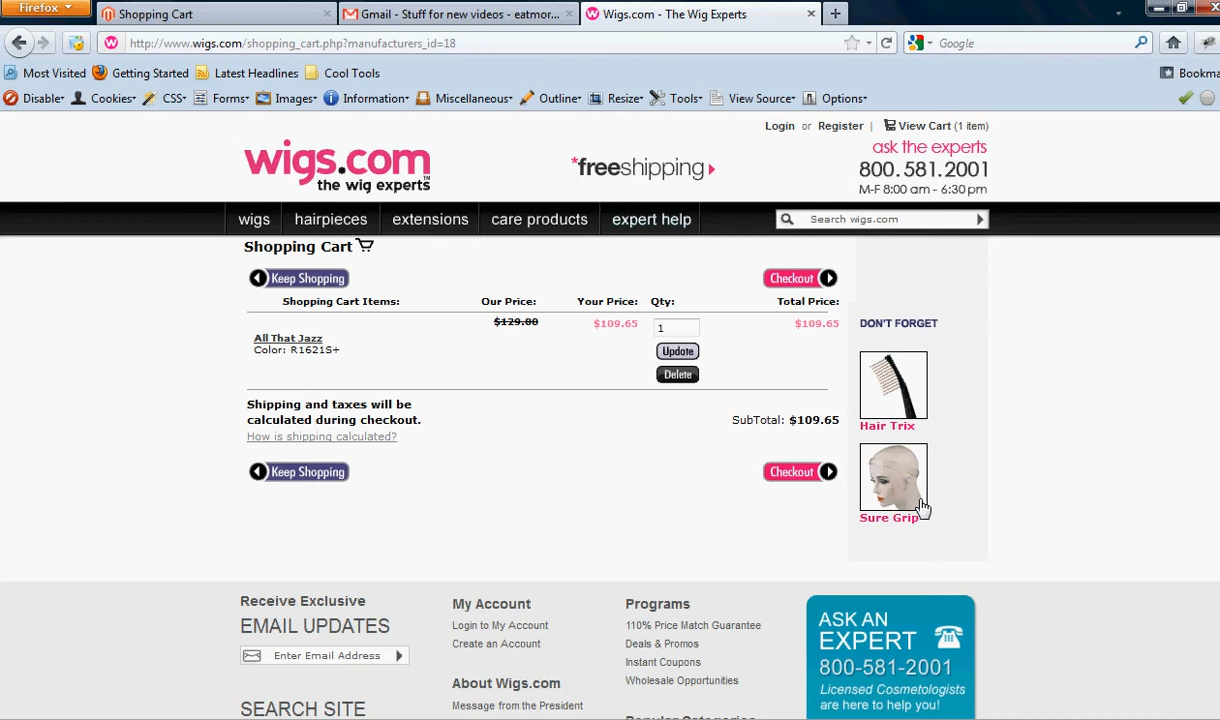 Firefox
Shopping Cart
Gmail - Stuff for new videos - eatmor...
Wigs.com - The Wig Experts
http://www.wigs.com/shopping_cart.php?manufacturers_id=18
Google
Most Visited Getting Started Latest Headlines Cool Tools
Bookma
Disable Cookies CSS Forms Images Information Miscellaneous Outline Resize Tools View Source Options
Login or Register | View Cart (1 item)
wigs.com™
the wig experts
*freeshipping
ask the experts
800.581.2001
M-F 8:00 am - 6:30 pm
wigs hairpieces extensions care products expert help
Search wigs.com
Shopping Cart
Keep Shopping
Checkout
Shopping Cart Items: Our Price: Your Price: Qty: Total Price:
All That Jazz
Color: R1621S+
$129.00 $109.65 1 $109.65
Update
Delete
Shipping and taxes will be
calculated during checkout.
How is shipping calculated?
SubTotal: $109.65
Keep Shopping
Checkout
DON'T FORGET
Hair Trix
Sure Grip
Receive Exclusive
EMAIL UPDATES
Enter Email Address
SEARCH SITE
My Account
Login to My Account
Create an Account
About Wigs.com
Message from the President
Programs
110% Price Match Guarantee
Deals & Promos
Instant Coupons
Wholesale Opportunities
Popular Categories
ASK AN
EXPERT
800-581-2001
Licensed Cosmetologists
are here to help you!